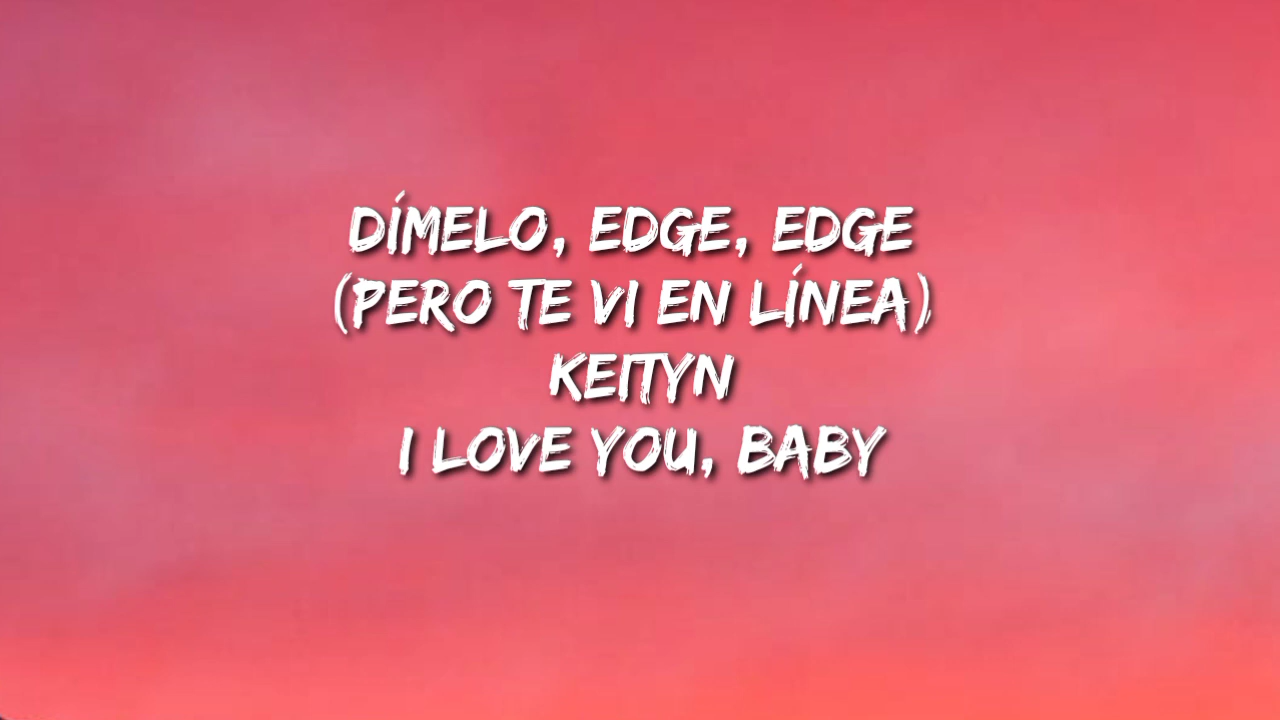 DÍMELO, EDGE, EDGE
(PERO TE VI EN LÍNEA)
KEITYN
I LOVE YOU, BABY